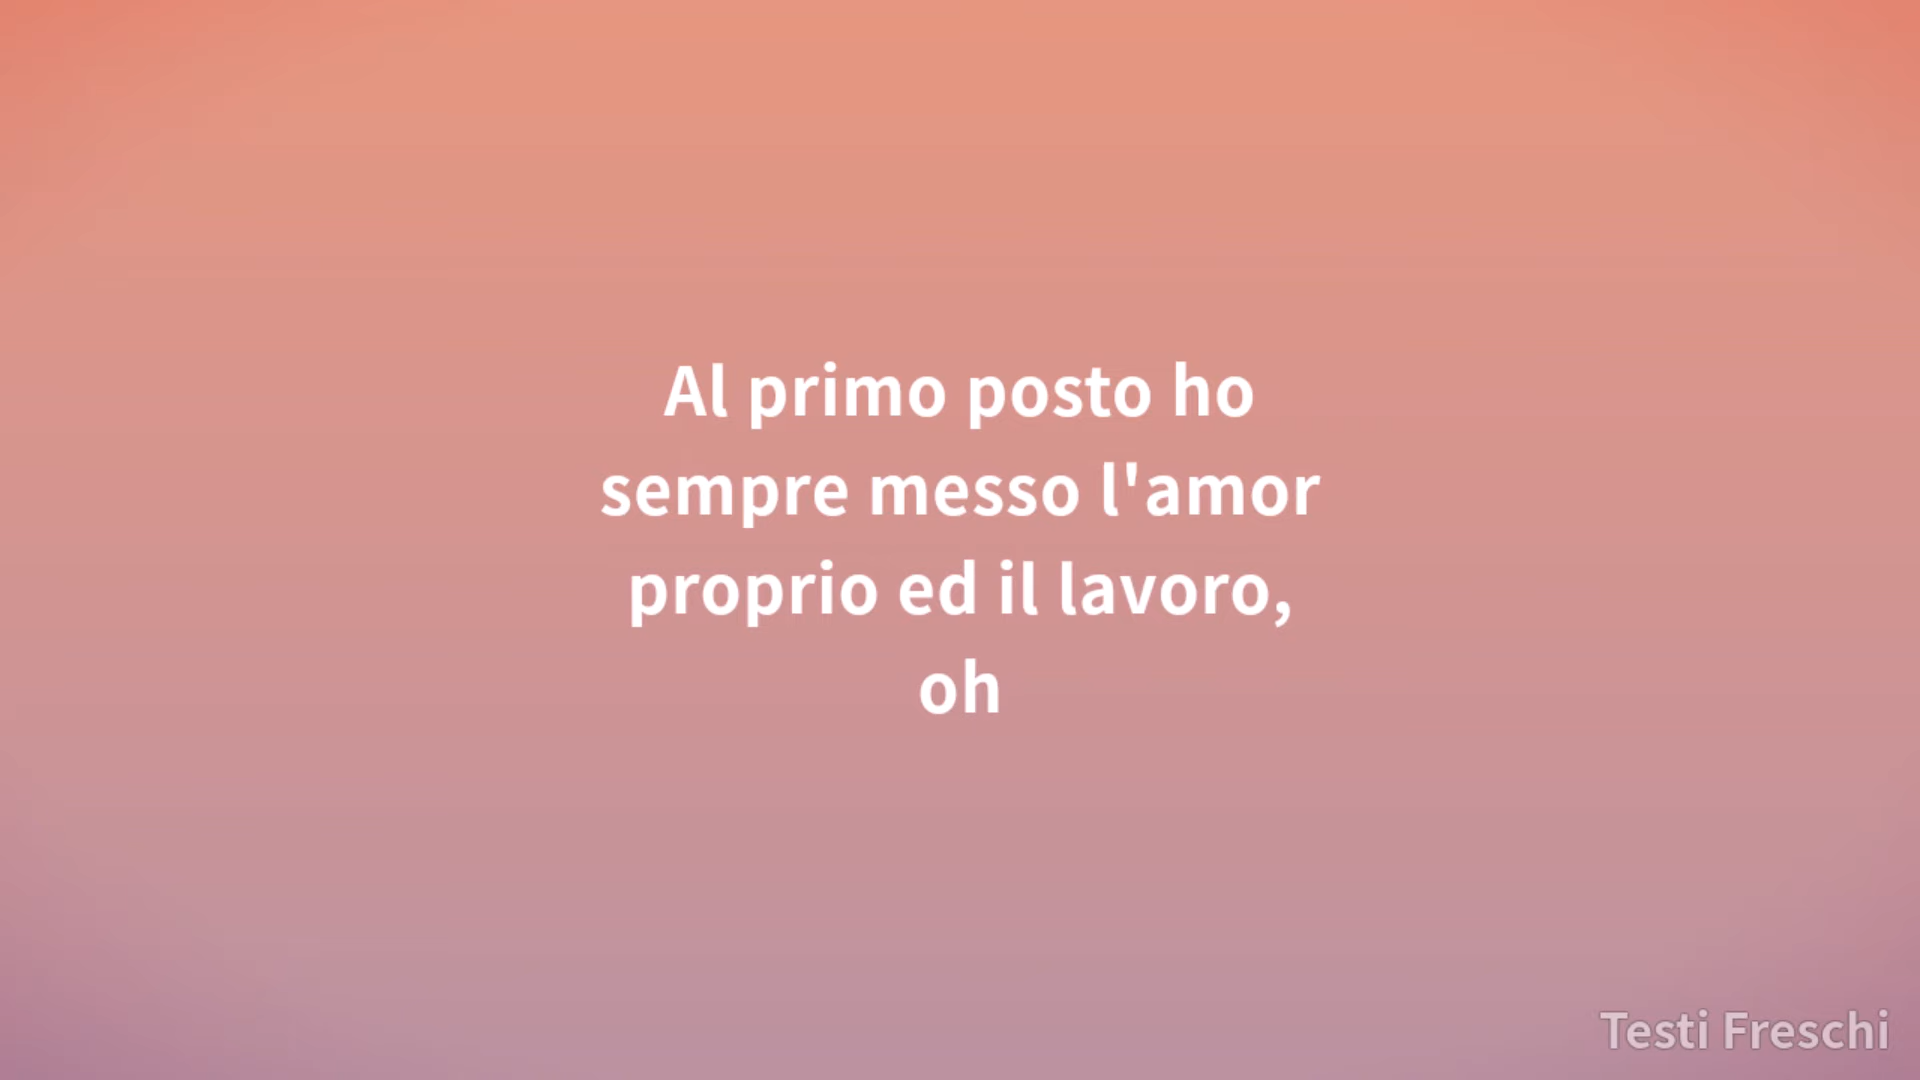 Al primo posto ho
sempre messo l'amor
proprio ed il lavoro,
oh
Testi Freschi